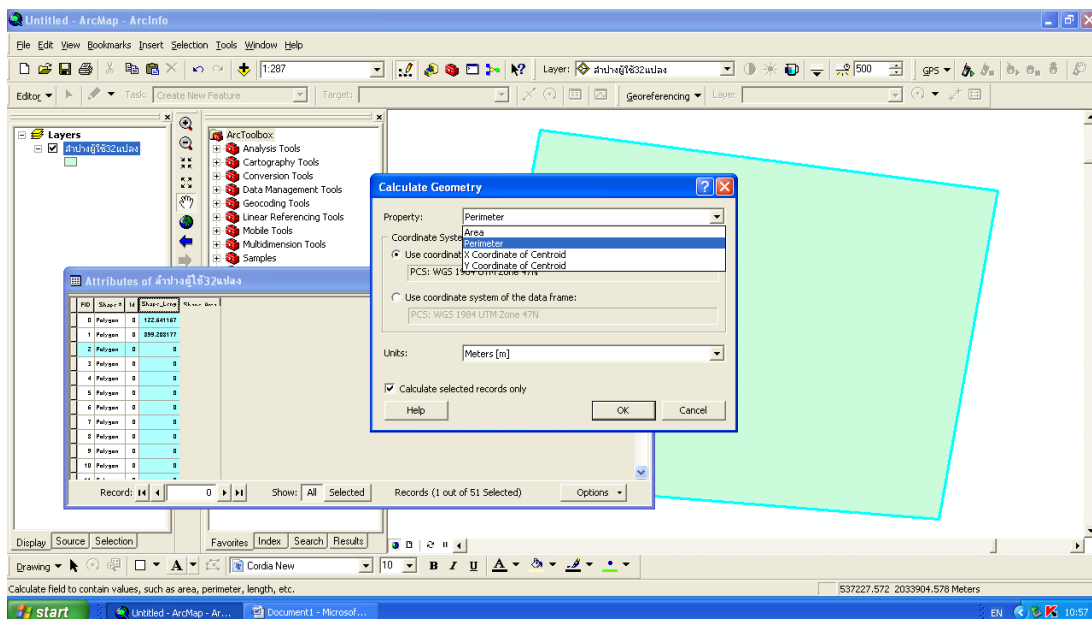 Untitled - ArcMap - ArcInfo
File Edit View Bookmarks Insert Selection Tools Window Help
1:287 Layer: ลำปางผู้ใช้32แปลง 500 GPS
Editor Task: Create New Feature Target: Georeferencing Layer:
Layers
ลำปางผู้ใช้32แปลง
ArcToolbox
Analysis Tools
Cartography Tools
Conversion Tools
Data Management Tools
Geocoding Tools
Linear Referencing Tools
Mobile Tools
Multidimension Tools
Samples
Calculate Geometry
Property: Perimeter
Area
Perimeter
X Coordinate of Centroid
Y Coordinate of Centroid
Coordinate Syste
Use coordinat
PCS: WGS 1984 UTM Zone 47N
Use coordinate system of the data frame:
PCS: WGS 1984 UTM Zone 47N
Units: Meters [m]
Calculate selected records only
Help OK Cancel
Attributes of ลำปางผู้ใช้32แปลง
FID Shape * Id Shape_Leng Shape_Area
0 Polygon 0 122.641167
1 Polygon 0 399.208177
2 Polygon 0 0
3 Polygon 0 0
4 Polygon 0 0
5 Polygon 0 0
6 Polygon 0 0
7 Polygon 0 0
8 Polygon 0 0
9 Polygon 0 0
10 Polygon 0 0
Record: 0 Show: All Selected Records (1 out of 51 Selected) Options
Display Source Selection
Favorites Index Search Results
Drawing A Cordia New 10 B I U A
Calculate field to contain values, such as area, perimeter, length, etc. 537227.572 2033904.578 Meters
start Untitled - ArcMap - Ar... Document1 - Microsof... EN 10:57